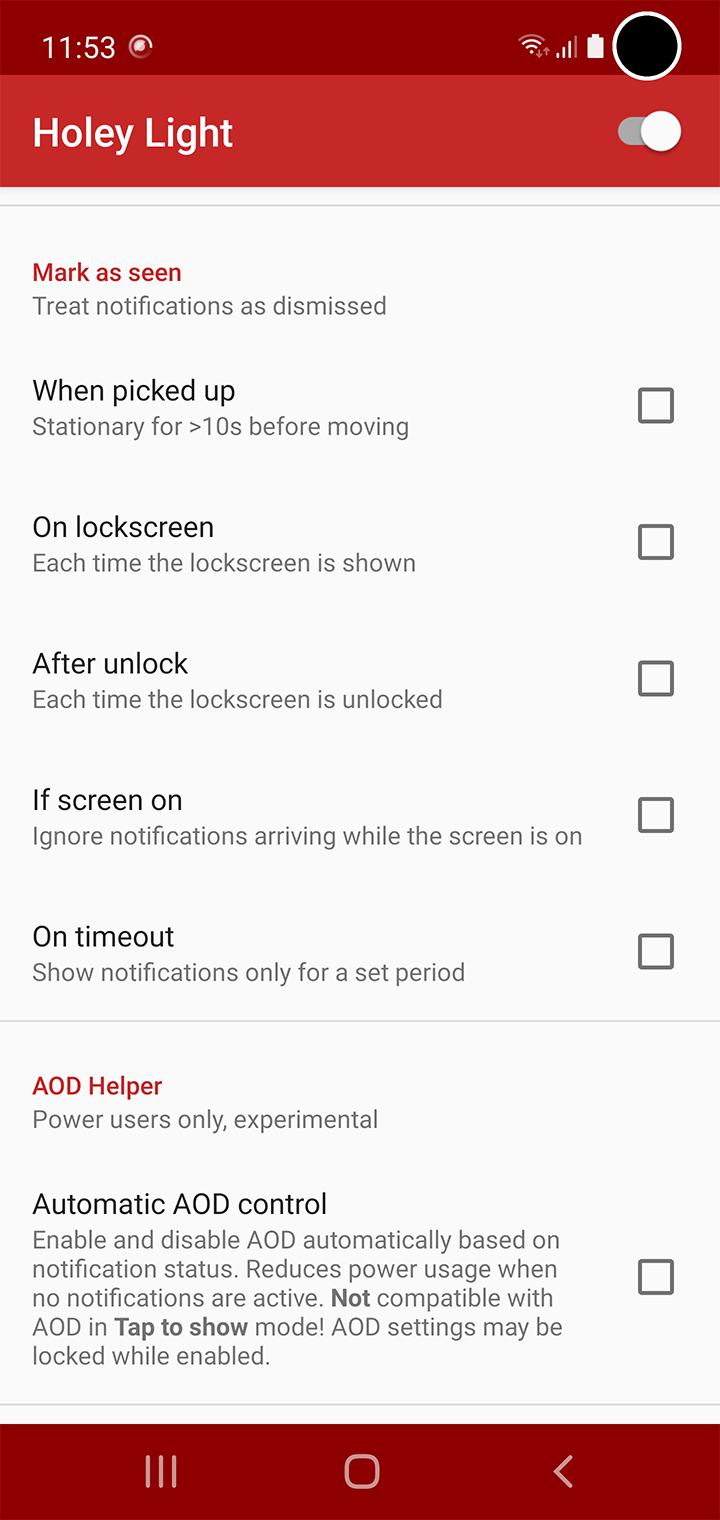 11:53
Holey Light
Mark as seen
Treat notifications as dismissed
When picked up
Stationary for >10s before moving
On lockscreen
Each time the lockscreen is shown
After unlock
Each time the lockscreen is unlocked
If screen on
Ignore notifications arriving while the screen is on
On timeout
Show notifications only for a set period
AOD Helper
Power users only, experimental
Automatic AOD control
Enable and disable AOD automatically based on
notification status. Reduces power usage when
no notifications are active. Not compatible with
AOD in Tap to show mode! AOD settings may be
locked while enabled.